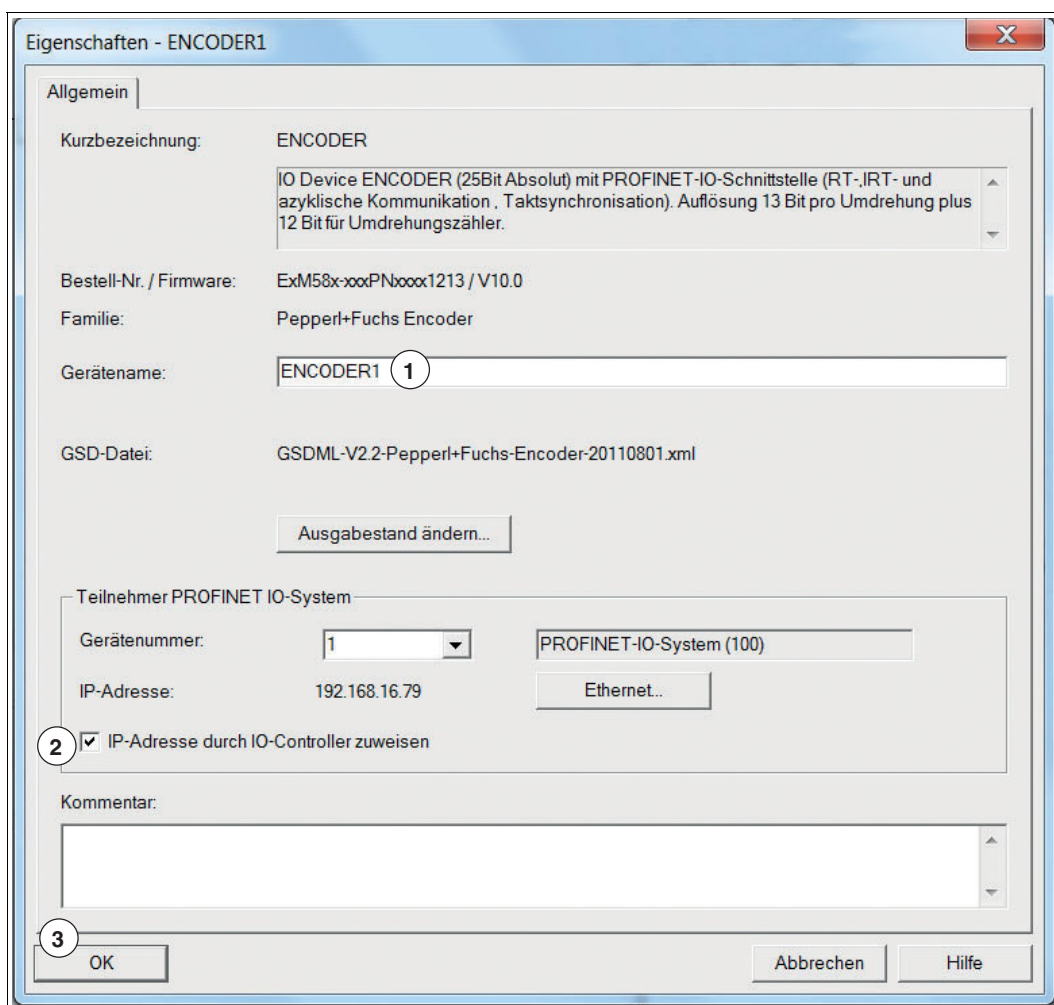 Eigenschaften - ENCODER1
Allgemein
Kurzbezeichnung: ENCODER
IO Device ENCODER (25Bit Absolut) mit PROFINET-IO-Schnittstelle (RT-,IRT- und
azyklische Kommunikation , Taktsynchronisation). Auflösung 13 Bit pro Umdrehung plus
12 Bit für Umdrehungszähler.
Bestell-Nr. / Firmware: ExM58x-xxxPNxxxx1213 / V10.0
Familie: Pepperl+Fuchs Encoder
Gerätename: ENCODER1 1
GSD-Datei: GSDML-V2.2-Pepperl+Fuchs-Encoder-20110801.xml
Ausgabestand ändern...
Teilnehmer PROFINET IO-System
Gerätenummer: 1 PROFINET-IO-System (100)
IP-Adresse: 192.168.16.79 Ethernet...
2 IP-Adresse durch IO-Controller zuweisen
Kommentar:
3
OK Abbrechen Hilfe